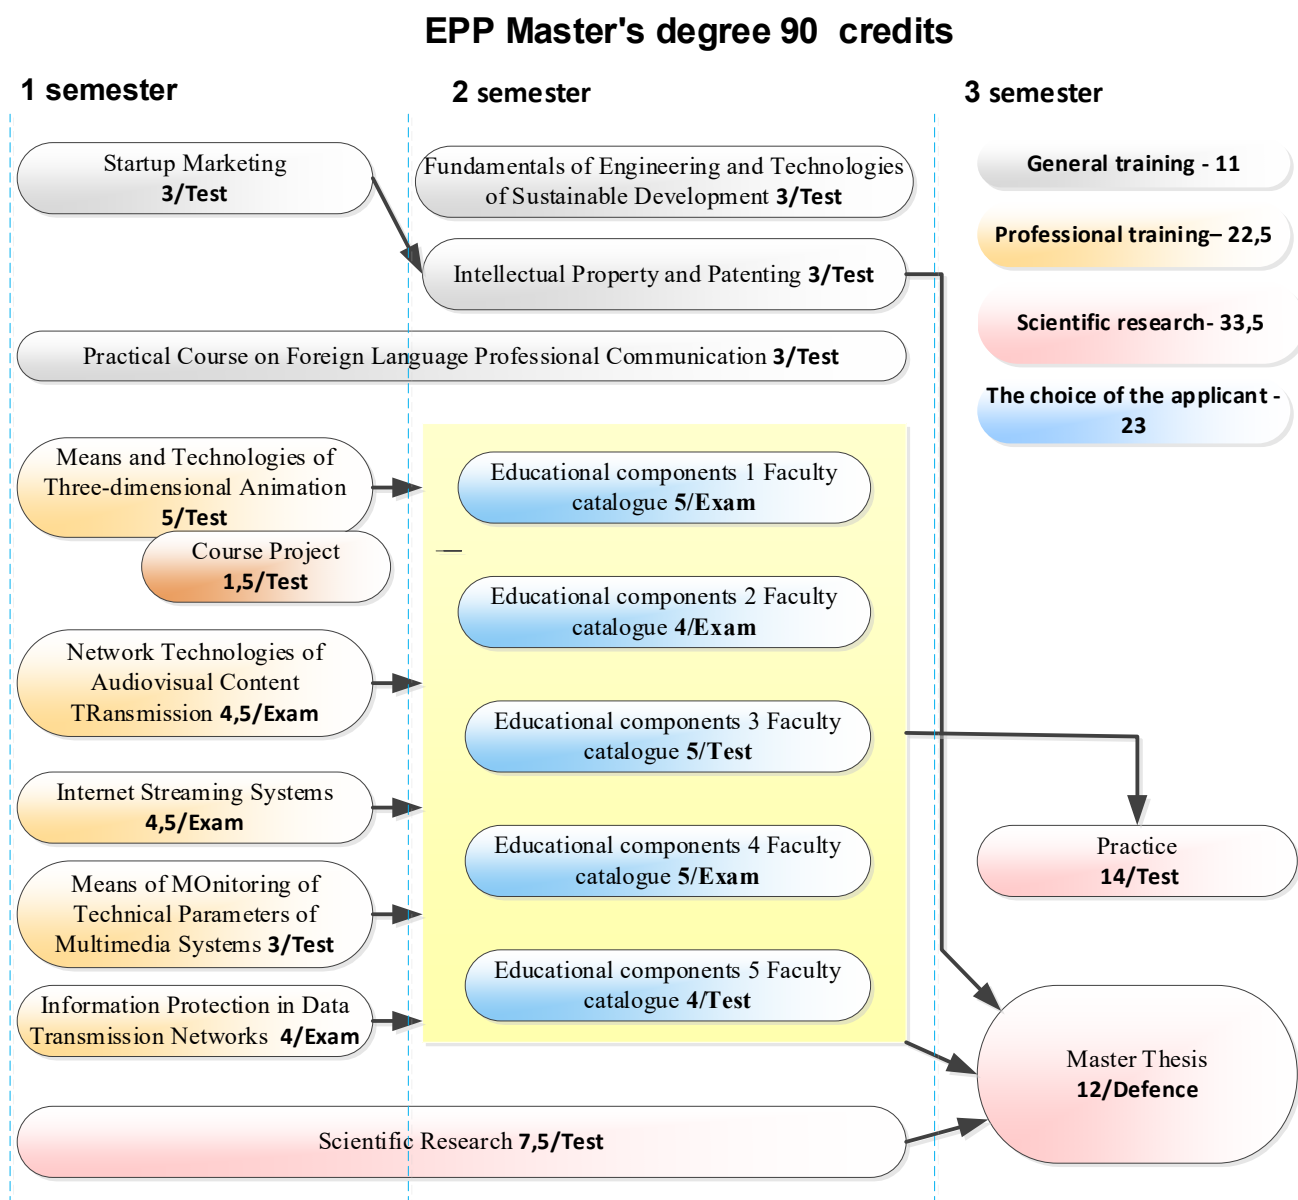 EPP Master's degree 90 credits
1 semester
2 semester
3 semester
Startup Marketing
3/Test
Fundamentals of Engineering and Technologies
of Sustainable Development 3/Test
Intellectual Property and Patenting 3/Test
Practical Course on Foreign Language Professional Communication 3/Test
General training - 11
Professional training– 22,5
Scientific research- 33,5
The choice of the applicant -
23
Means and Technologies of
Three-dimensional Animation
5/Test
Course Project
1,5/Test
Network Technologies of
Audiovisual Content
TRansmission 4,5/Exam
Internet Streaming Systems
4,5/Exam
Means of MOnitoring of
Technical Parameters of
Multimedia Systems 3/Test
Information Protection in Data
Transmission Networks 4/Exam
Educational components 1 Faculty
catalogue 5/Exam
Educational components 2 Faculty
catalogue 4/Exam
Educational components 3 Faculty
catalogue 5/Test
Educational components 4 Faculty
catalogue 5/Exam
Educational components 5 Faculty
catalogue 4/Test
Practice
14/Test
Master Thesis
12/Defence
Scientific Research 7,5/Test